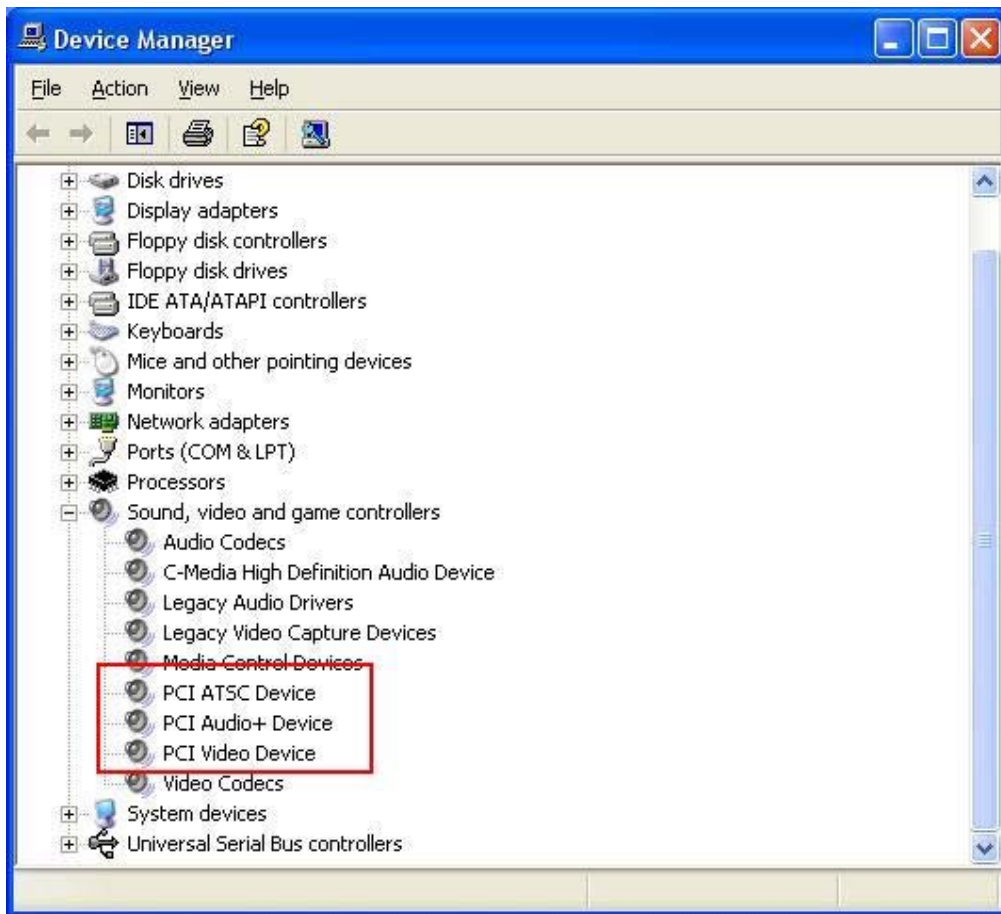 Device Manager
File Action View Help
Disk drives
Display adapters
Floppy disk controllers
Floppy disk drives
IDE ATA/ATAPI controllers
Keyboards
Mice and other pointing devices
Monitors
Network adapters
Ports (COM & LPT)
Processors
Sound, video and game controllers
Audio Codecs
C-Media High Definition Audio Device
Legacy Audio Drivers
Legacy Video Capture Devices
Media Control Devices
PCI ATSC Device
PCI Audio+ Device
PCI Video Device
Video Codecs
System devices
Universal Serial Bus controllers